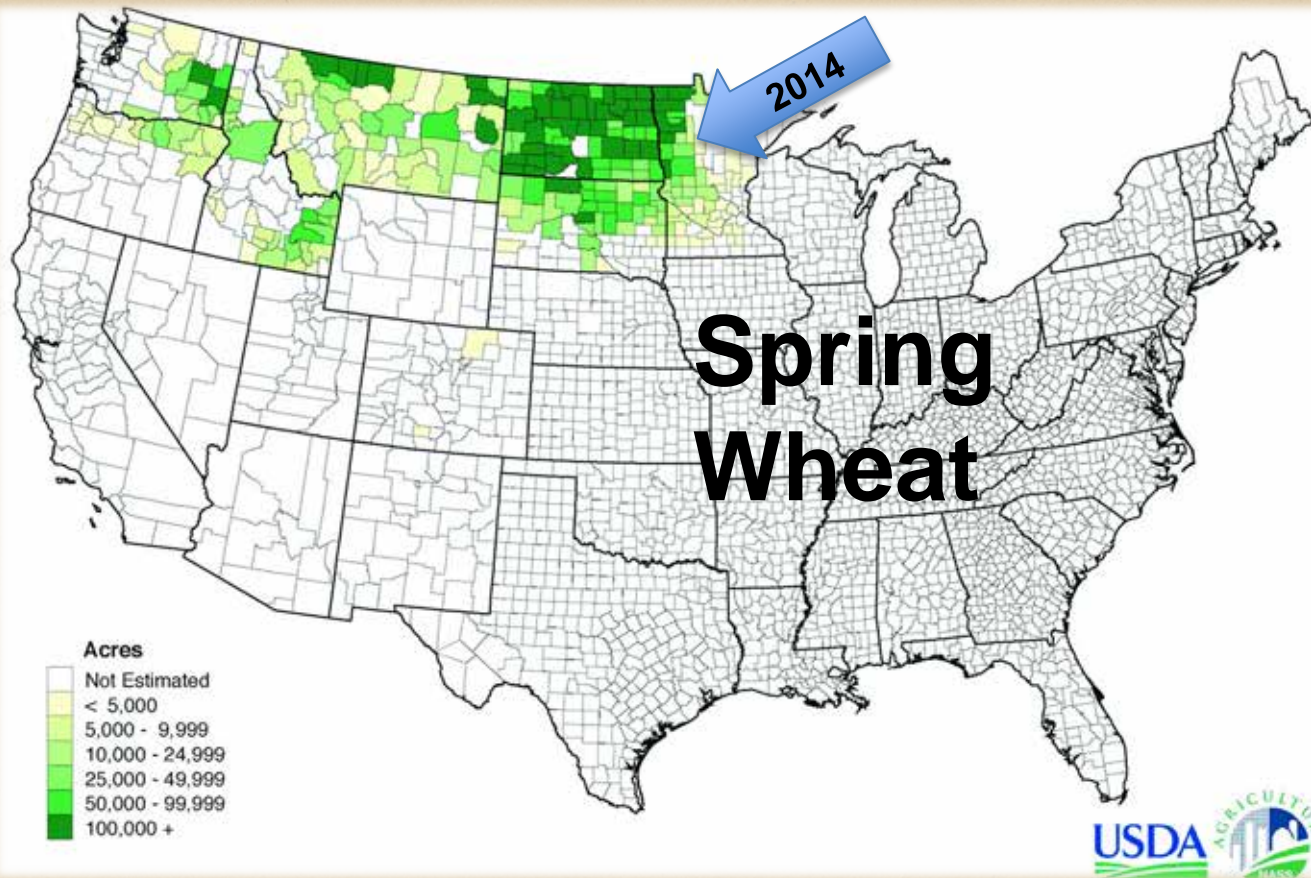 2014
Spring
Wheat
Acres
Not Estimated
< 5,000
5,000 - 9,999
10,000 - 24,999
25,000 - 49,999
50,000 - 99,999
100,000 +
USDA
NASS